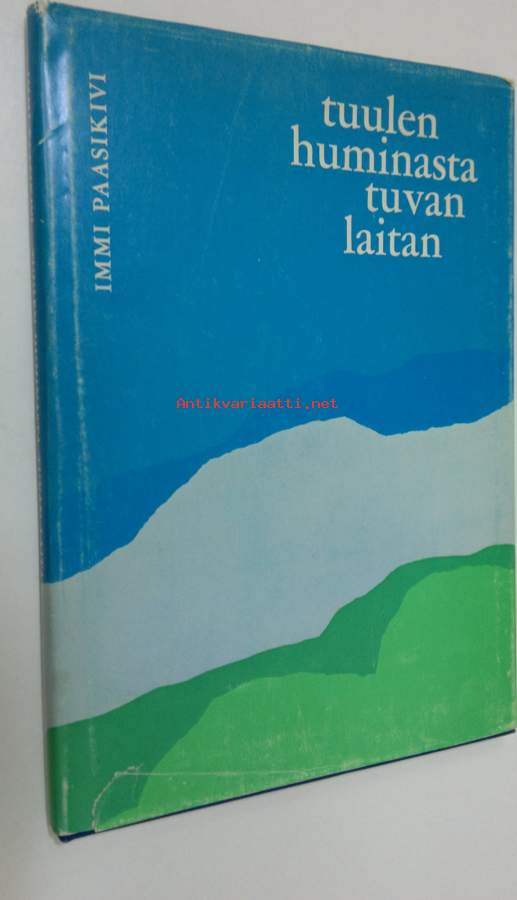 IMMI PAASIKIVI
tuulen
huminasta
tuvan
laitan
Antikvariaatti.net